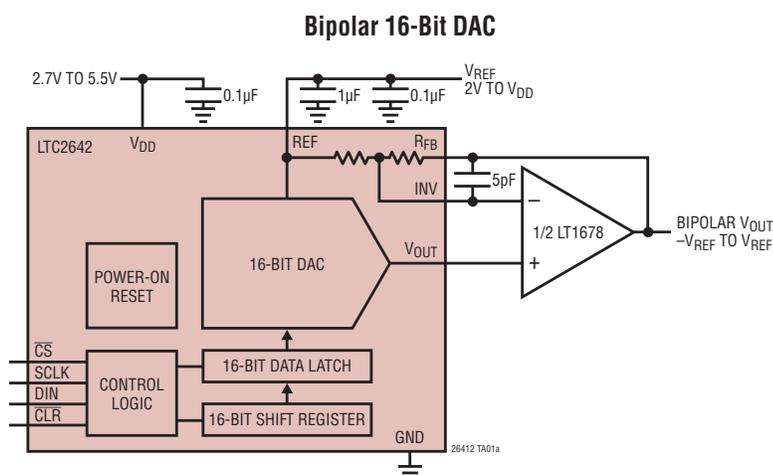 Bipolar 16-Bit DAC
2.7V TO 5.5V
0.1µF
1µF
0.1µF
VREF
2V TO VDD
LTC2642
VDD
REF
RFB
INV
5pF
1/2 LT1678
−
+
BIPOLAR VOUT
–VREF TO VREF
VOUT
16-BIT DAC
POWER-ON
RESET
CS
SCLK
DIN
CLR
CONTROL
LOGIC
16-BIT DATA LATCH
16-BIT SHIFT REGISTER
GND
26412 TA01a